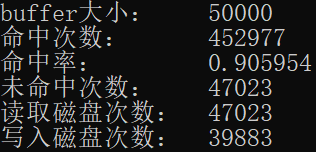 buffer大小: 50000
命中次数: 452977
命中率: 0.905954
未命中次数: 47023
读取磁盘次数: 47023
写入磁盘次数: 39883